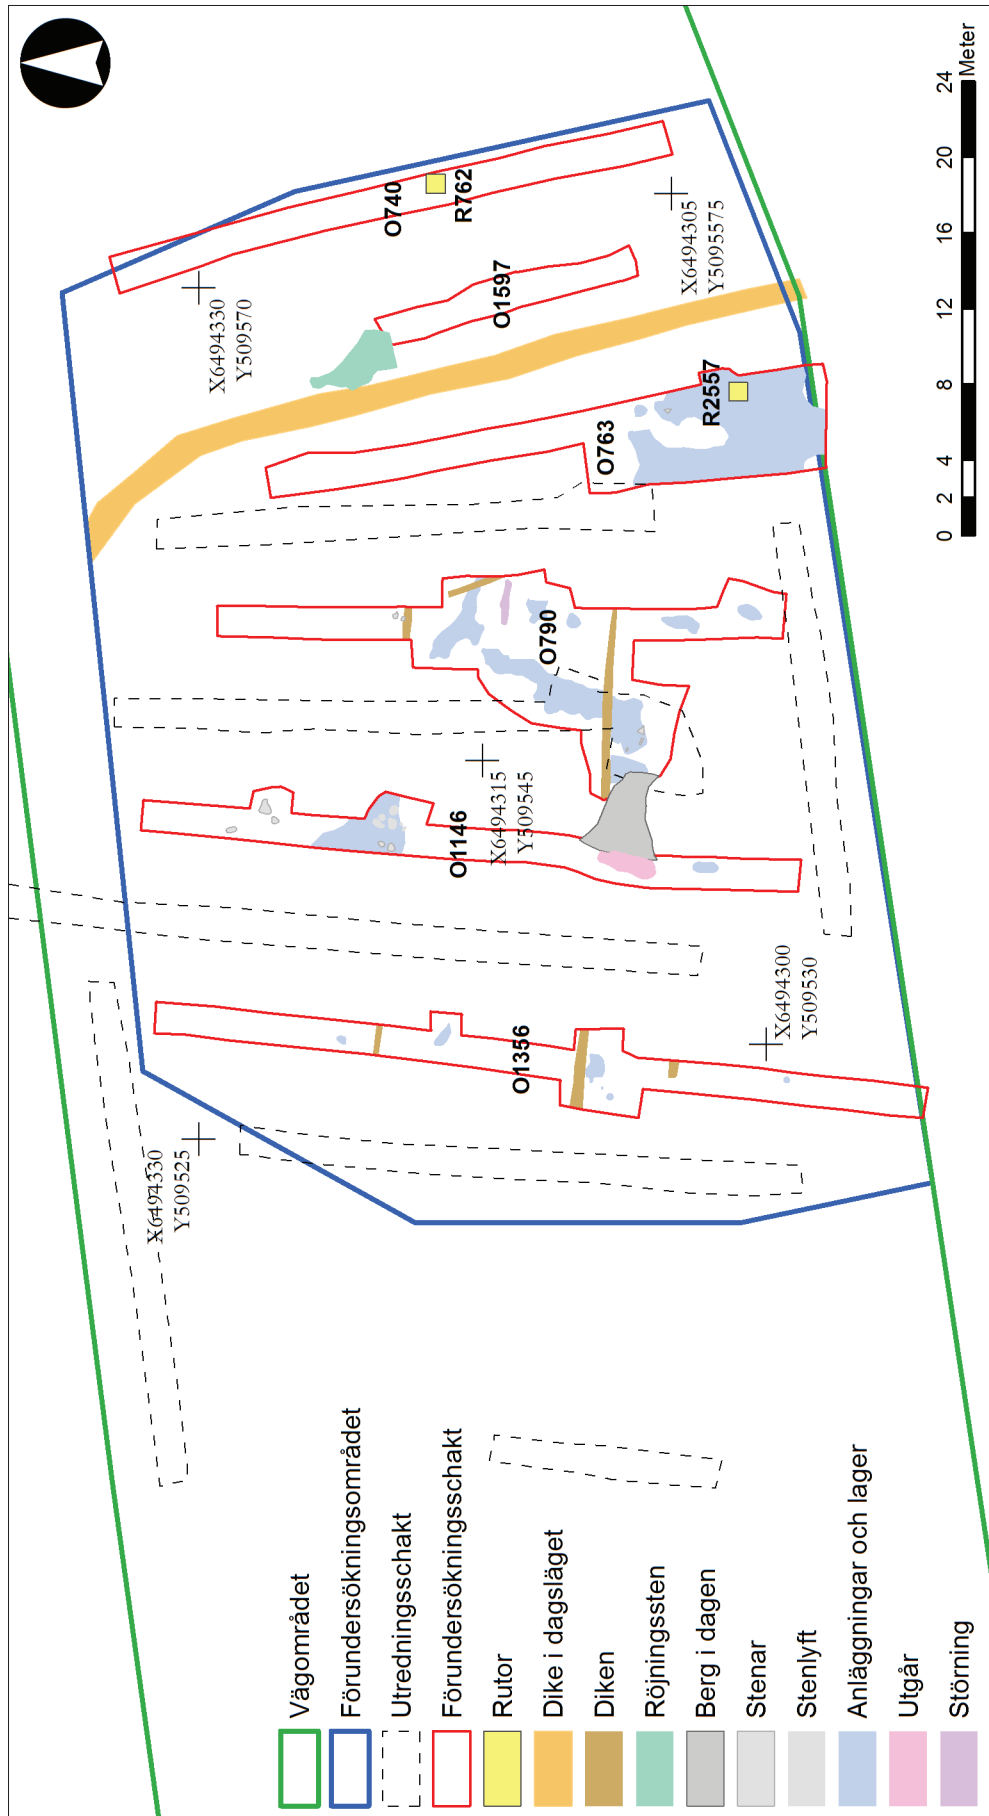 O740
R762
X6494330
Y509570
O1597
X6494305
Y5095575
R2557
O763
O790
X6494315
Y509545
O1146
X6494300
Y509530
O1356
X6494330
Y509525
0 2 4 8 12 16 20 24
Meter
Vägområdet
Förundersökningsområdet
Utredningsschakt
Förundersökningsschakt
Rutor
Dike i dagsläget
Diken
Röjningssten
Berg i dagen
Stenar
Stenlyft
Anläggningar och lager
Utgår
Störning